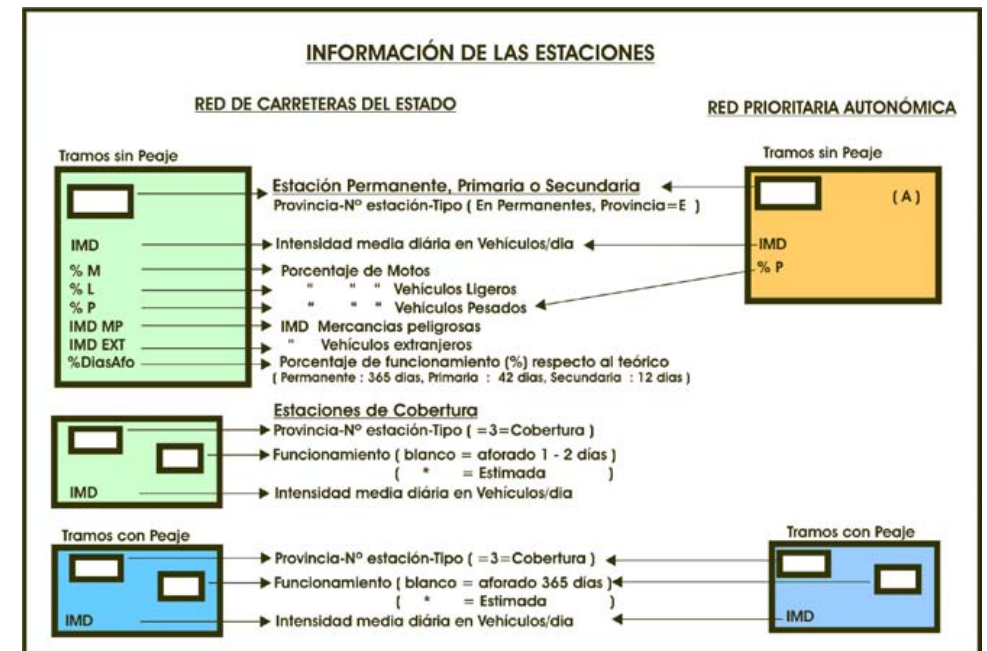 INFORMACIÓN DE LAS ESTACIONES
RED DE CARRETERAS DEL ESTADO
RED PRIORITARIA AUTONÓMICA
Tramos sin Peaje
Tramos sin Peaje
Estación Permanente, Primaria o Secundaria
(A)
Provincia-Nº estación-Tipo ( En Permanentes, Provincia=E )
IMD
Intensidad media diária en Vehículos/dia
IMD
% M
Porcentaje de Motos
% P
% L
" " " Vehículos Ligeros
% P
" " " Vehículos Pesados
IMD MP
IMD Mercancias peligrosas
IMD EXT
" Vehículos extranjeros
%DiasAfo
Porcentaje de funcionamiento (%) respecto al teórico
( Permanente : 365 dias, Primaria : 42 dias, Secundaria : 12 dias )
Estaciones de Cobertura
Provincia-Nº estación-Tipo ( =3=Cobertura )
Funcionamiento ( blanco = aforado 1 - 2 días )
( * = Estimada )
IMD
Intensidad media diária en Vehículos/dia
Tramos con Peaje
Tramos con Peaje
Provincia-Nº estación-Tipo ( =3=Cobertura )
Funcionamiento ( blanco = aforado 365 días )
( * = Estimada )
IMD
Intensidad media diária en Vehículos/dia
IMD